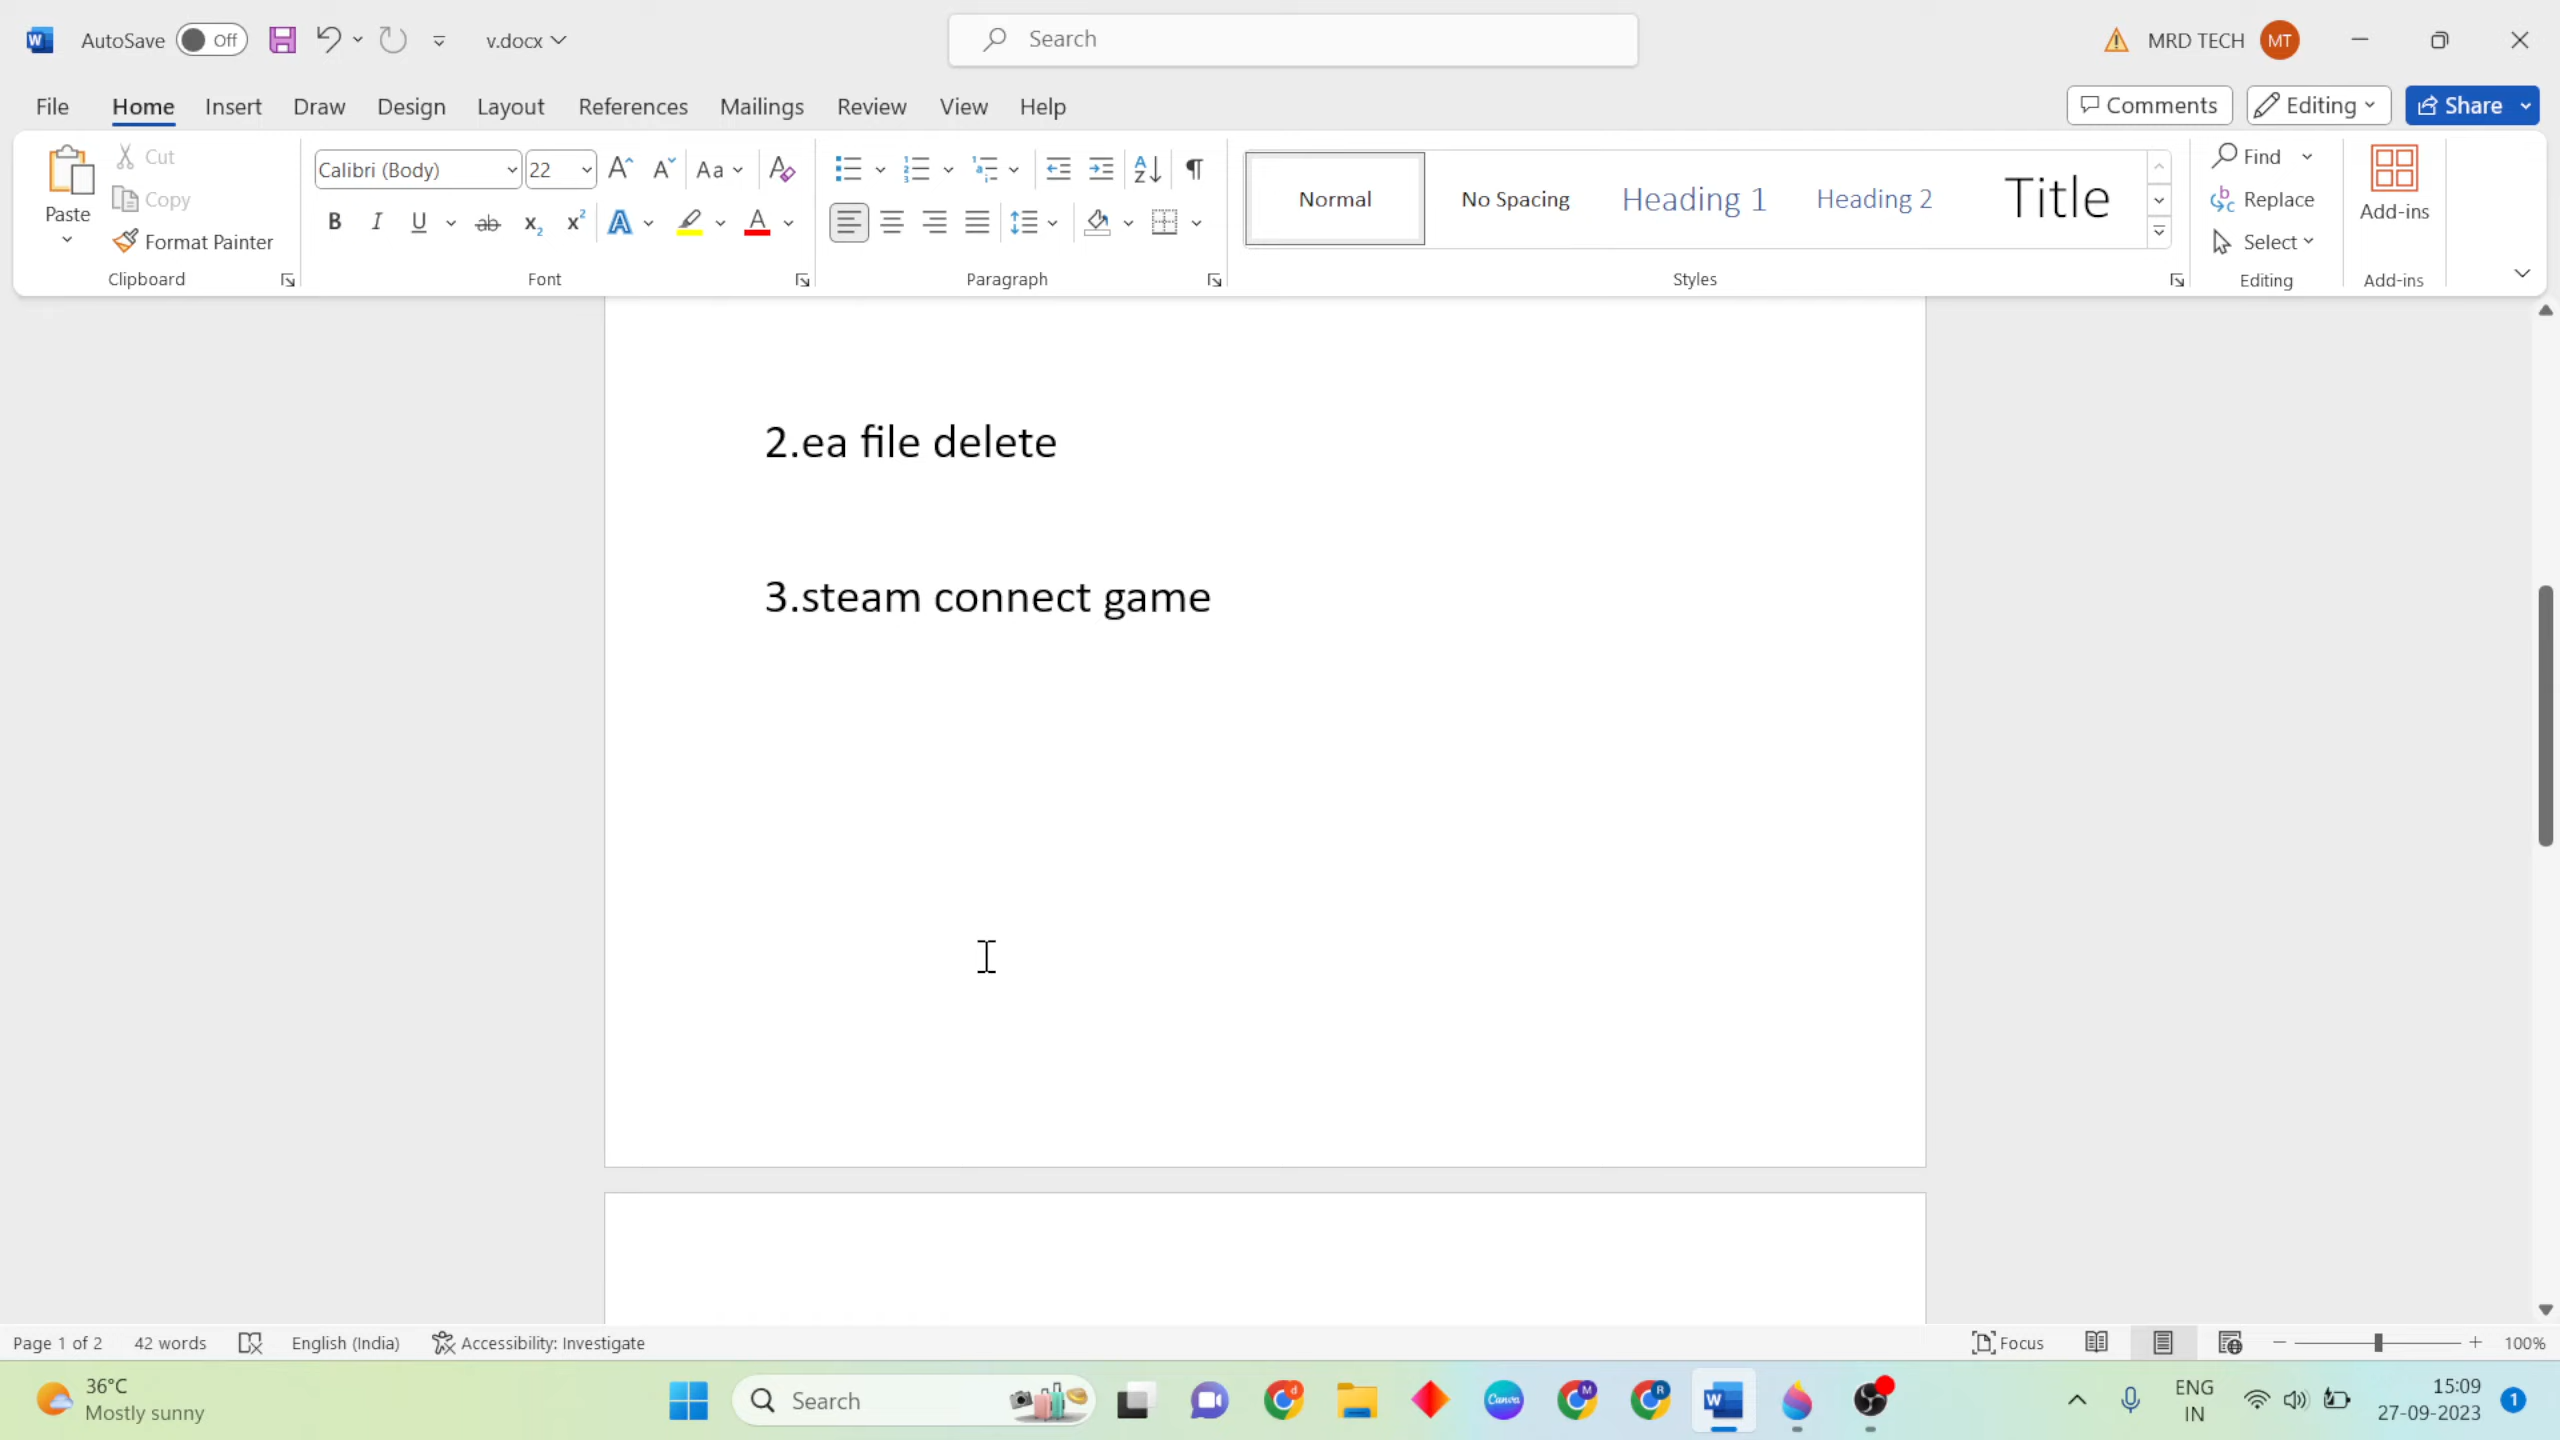 AutoSave Off v.docx Search MRD TECH MT
File Home Insert Draw Design Layout References Mailings Review View Help Comments Editing Share
Paste Cut Copy Format Painter Clipboard
Calibri (Body) 22 Font
Paragraph
Normal No Spacing Heading 1 Heading 2 Title Styles
Find Replace Select Editing
Add-ins Add-ins
2.ea file delete
3.steam connect game
Page 1 of 2 42 words English (India) Accessibility: Investigate Focus 100%
36°C Mostly sunny Search Canva ENG IN 15:09 27-09-2023 1